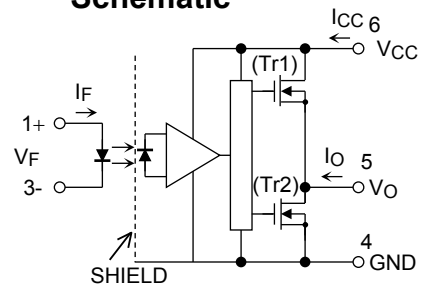 Schematic
ICC 6
VCC
(Tr1)
IF
1+
VF
3-
IO 5
VO
(Tr2)
4
GND
SHIELD